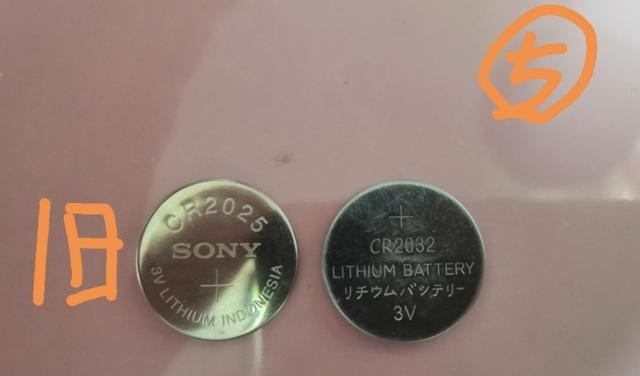 5
旧
CR2025
SONY
+
3V LITHIUM INDONESIA
+
CR2032
LITHIUM BATTERY
リチウムバッテリー
3V